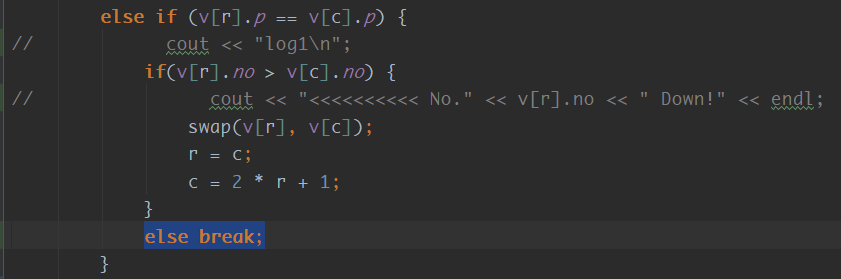 else if (v[r].p == v[c].p) {
// cout << "log1\n";
if(v[r].no > v[c].no) {
// cout << "<<<<<<<<<< No." << v[r].no << " Down!" << endl;
swap(v[r], v[c]);
r = c;
c = 2 * r + 1;
}
else break;
}